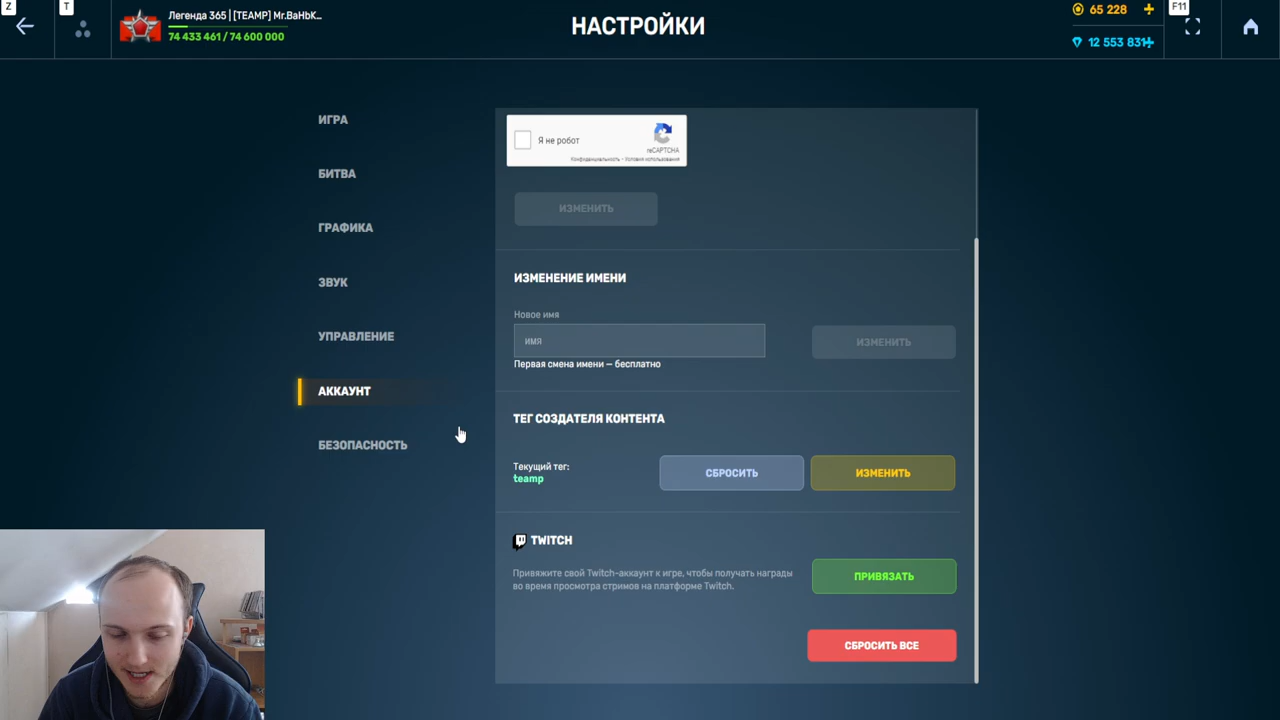 Z
T
Легенда 365 | [TEAMP] Mr.BaHbK...
74 433 461 / 74 600 000
НАСТРОЙКИ
65 228 +
12 553 831+
F11
ИГРА
БИТВА
ГРАФИКА
ЗВУК
УПРАВЛЕНИЕ
АККАУНТ
БЕЗОПАСНОСТЬ
Я не робот
reCAPTCHA
Конфиденциальность - Условия использования
ИЗМЕНИТЬ
ИЗМЕНЕНИЕ ИМЕНИ
Новое имя
имя
ИЗМЕНИТЬ
Первая смена имени — бесплатно
ТЕГ СОЗДАТЕЛЯ КОНТЕНТА
Текущий тег:
teamp
СБРОСИТЬ
ИЗМЕНИТЬ
TWITCH
Привяжите свой Twitch-аккаунт к игре, чтобы получать награды
во время просмотра стримов на платформе Twitch.
ПРИВЯЗАТЬ
СБРОСИТЬ ВСЕ